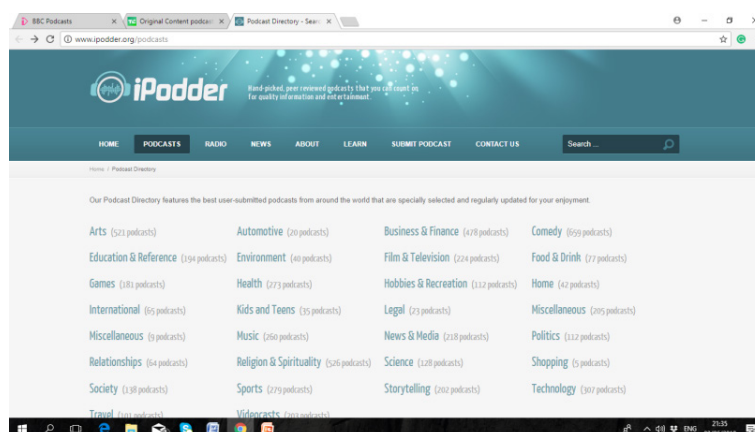 BBC Podcasts
Original Content podcast
Podcast Directory - Sear
www.ipodder.org/podcasts
iPodder
Hand-picked, peer reviewed podcasts that you can count on
for quality information and entertainment.
HOME PODCASTS RADIO NEWS ABOUT LEARN SUBMIT PODCAST CONTACT US Search ...
Home Podcast Directory
Our Podcast Directory features the best user-submitted podcasts from around the world that are specially selected and regularly updated for your enjoyment.
Arts (521 podcasts) Automotive (20 podcasts) Business & Finance (478 podcasts) Comedy (659 podcasts)
Education & Reference (194 podcasts) Environment (40 podcasts) Film & Television (224 podcasts) Food & Drink (77 podcasts)
Games (181 podcasts) Health (273 podcasts) Hobbies & Recreation (112 podcasts) Home (42 podcasts)
International (65 podcasts) Kids and Teens (35 podcasts) Legal (23 podcasts) Miscellaneous (205 podcasts)
Miscellaneous (9 podcasts) Music (260 podcasts) News & Media (218 podcasts) Politics (112 podcasts)
Relationships (64 podcasts) Religion & Spirituality (526 podcasts) Science (128 podcasts) Shopping (5 podcasts)
Society (138 podcasts) Sports (279 podcasts) Storytelling (202 podcasts) Technology (307 podcasts)
Travel (101 podcasts) Videocasts (203 podcasts)
ENG 21:35